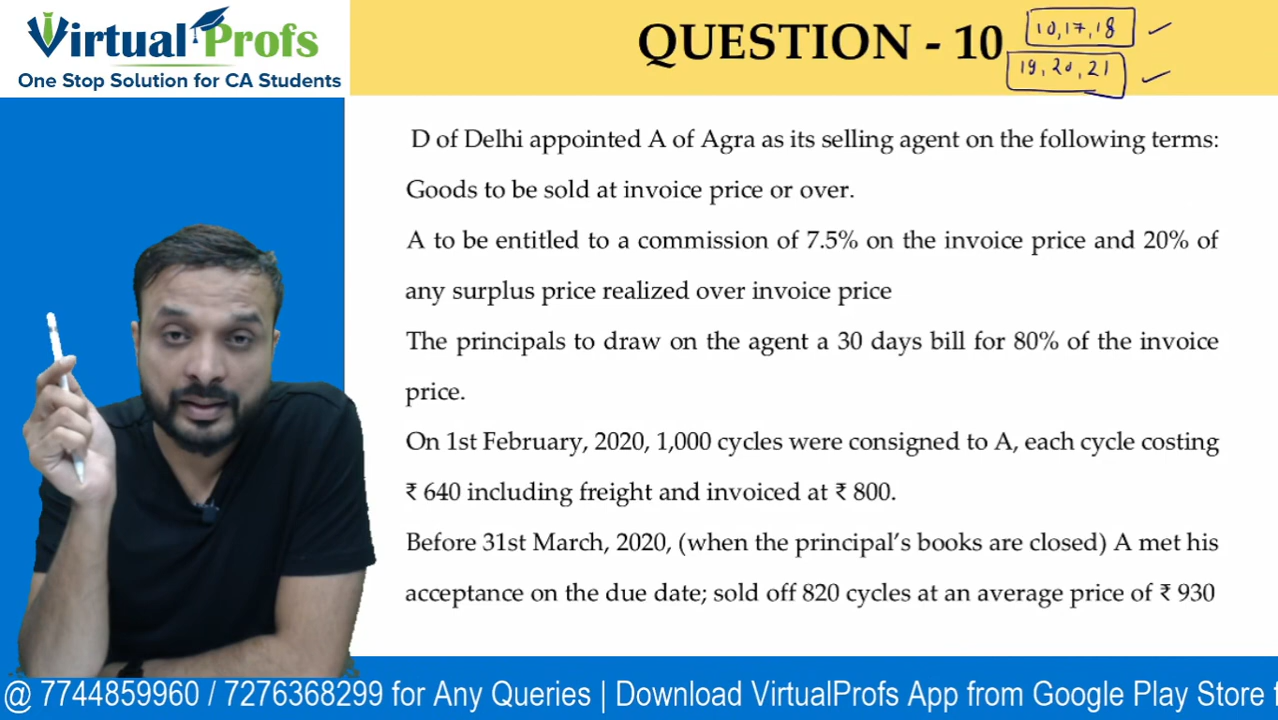 Virtual Profs
One Stop Solution for CA Students
QUESTION - 10
10, 17, 18
19, 20, 21
D of Delhi appointed A of Agra as its selling agent on the following terms:
Goods to be sold at invoice price or over.
A to be entitled to a commission of 7.5% on the invoice price and 20% of
any surplus price realized over invoice price
The principals to draw on the agent a 30 days bill for 80% of the invoice
price.
On 1st February, 2020, 1,000 cycles were consigned to A, each cycle costing
₹ 640 including freight and invoiced at ₹ 800.
Before 31st March, 2020, (when the principal's books are closed) A met his
acceptance on the due date; sold off 820 cycles at an average price of ₹ 930
@ 7744859960 / 7276368299 for Any Queries | Download VirtualProfs App from Google Play Store